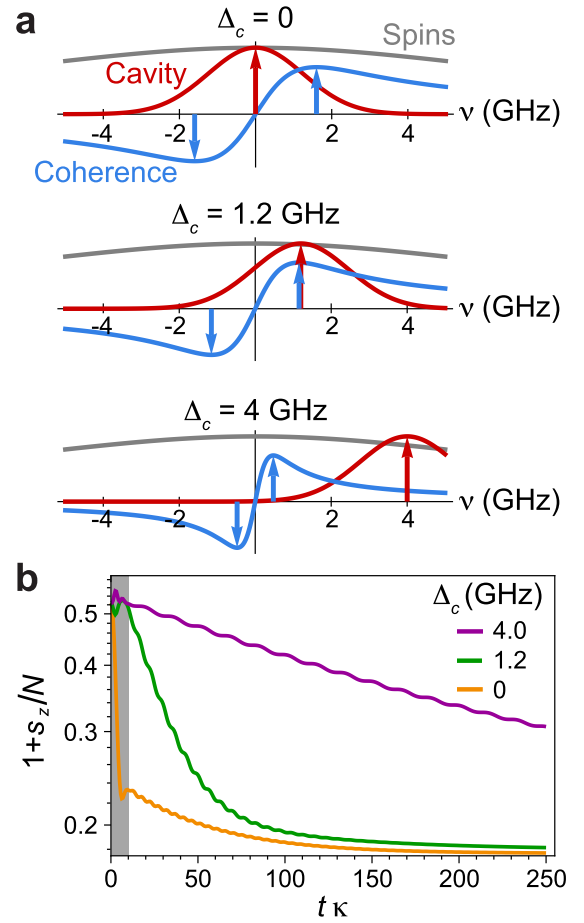 a
Δc = 0
Spins
Cavity
ν (GHz)
-4 -2 2 4
Coherence
Δc = 1.2 GHz
ν (GHz)
-4 -2 2 4
Δc = 4 GHz
ν (GHz)
-4 -2 2 4
b
Δc (GHz)
4.0
1.2
0
1+sz/N
0.5
0.4
0.3
0.2
0 50 100 150 200 250
t κ